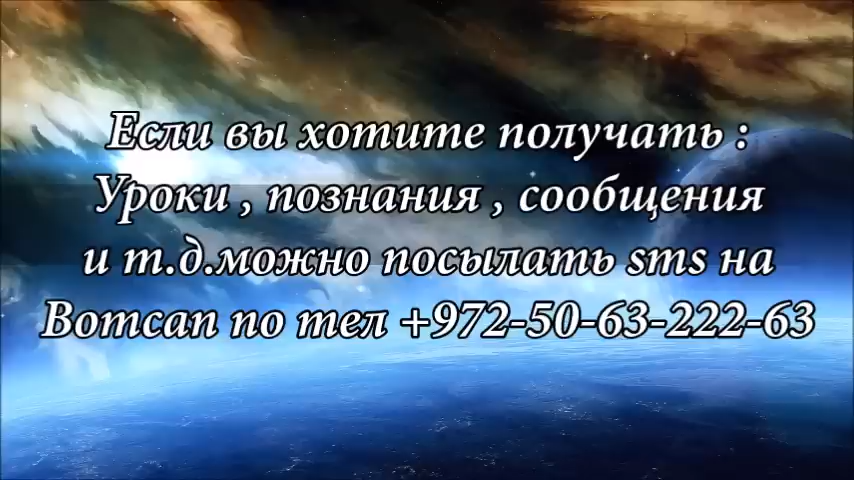 Если вы хотите получать :
Уроки , познания , сообщения
и т.д.можно посылать sms на
Вотсап по тел +972-50-63-222-63